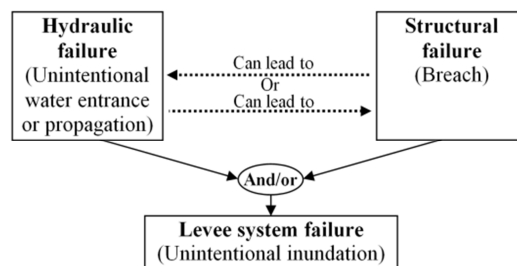 Hydraulic
failure
(Unintentional
water entrance
or propagation)
Can lead to
Or
Can lead to
Structural
failure
(Breach)
And/or
Levee system failure
(Unintentional inundation)